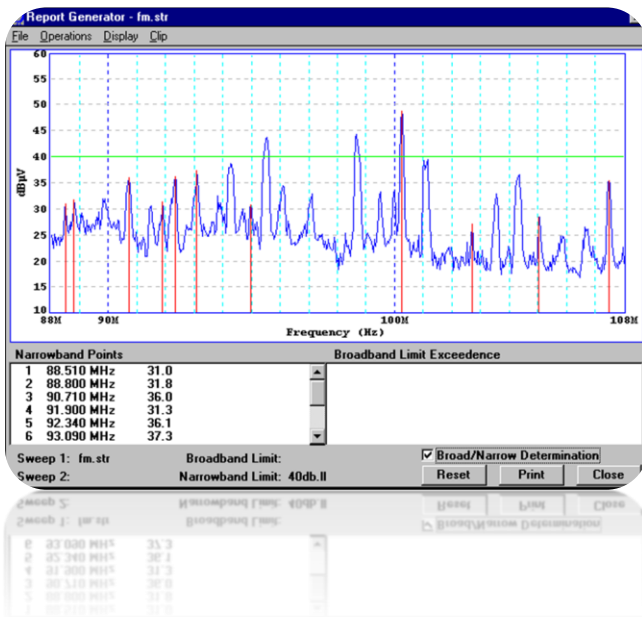 Report Generator - fm.str
File Operations Display Clip
60
55
50
45
40
35
30
25
20
15
10
dBµV
88M 90M 100M 108M
Frequency (Hz)
Narrowband Points Broadband Limit Exceedence
1 88.510 MHz 31.0
2 88.800 MHz 31.8
3 90.710 MHz 36.0
4 91.900 MHz 31.3
5 92.340 MHz 36.1
6 93.090 MHz 37.3
Sweep 1: fm.str Broadband Limit: Broad/Narrow Determination
Sweep 2: Narrowband Limit: 40db.ll Reset Print Close